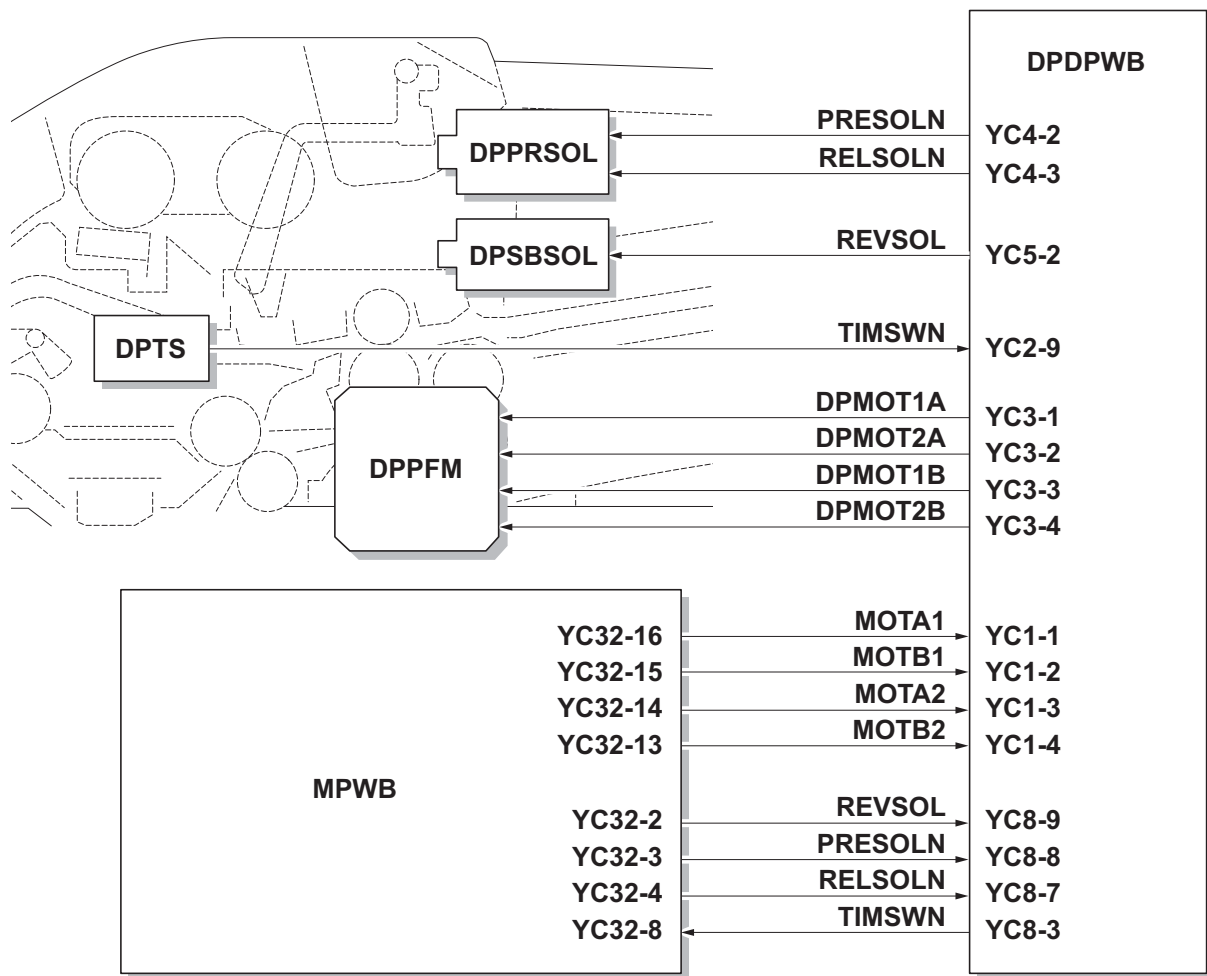 DPDPWB
PRESOLN
YC4-2
DPPRSOL
RELSOLN
YC4-3
REVSOL
DPSBSOL
YC5-2
TIMSWN
DPTS
YC2-9
DPMOT1A
YC3-1
DPMOT2A
YC3-2
DPPFM
DPMOT1B
YC3-3
DPMOT2B
YC3-4
YC32-16
MOTA1
YC1-1
YC32-15
MOTB1
YC1-2
YC32-14
MOTA2
YC1-3
YC32-13
MOTB2
YC1-4
MPWB
YC32-2
REVSOL
YC8-9
YC32-3
PRESOLN
YC8-8
YC32-4
RELSOLN
YC8-7
YC32-8
TIMSWN
YC8-3